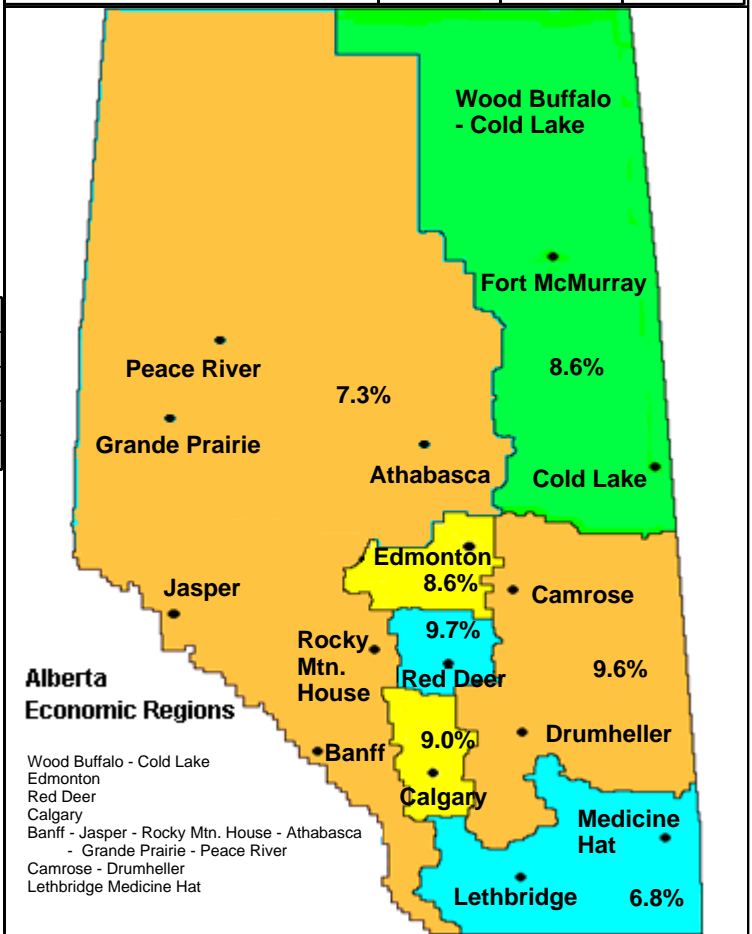 Wood Buffalo
- Cold Lake
Fort McMurray
8.6%
Peace River
7.3%
Grande Prairie
Athabasca
Cold Lake
Edmonton
8.6%
Jasper
Camrose
9.7%
Rocky
Mtn.
House
9.6%
Red Deer
Alberta
Economic Regions
Drumheller
9.0%
Banff
Calgary
Wood Buffalo - Cold Lake
Edmonton
Red Deer
Calgary
Banff - Jasper - Rocky Mtn. House - Athabasca
- Grande Prairie - Peace River
Camrose - Drumheller
Lethbridge Medicine Hat
Medicine
Hat
Lethbridge
6.8%